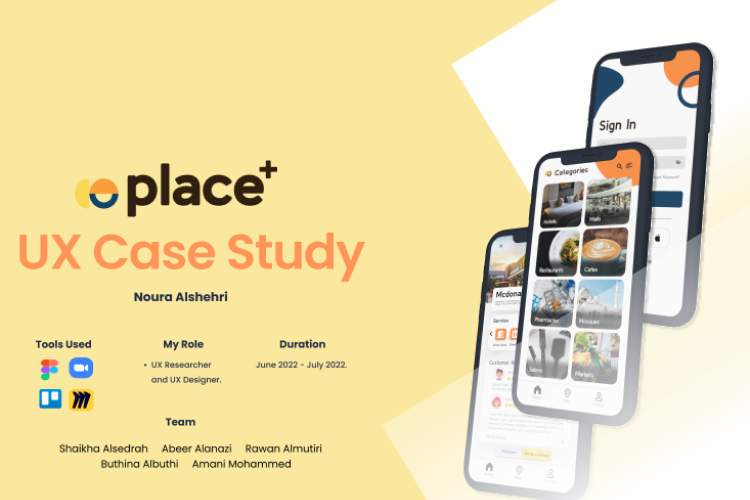 place+
UX Case Study
Noura Alshehri
Tools Used
My Role
• UX Researcher
and UX Designer.
Duration
June 2022 - July 2022.
Team
Shaikha Alsedrah Abeer Alanazi Rawan Almutiri
Buthina Albuthi Amani Mohammed
Sign In
Categories
Hotels
Malls
Restaurants
Cafes
Pharmacies
Mosques
Salons
Markets
Home
Mcdona
Service
Customer